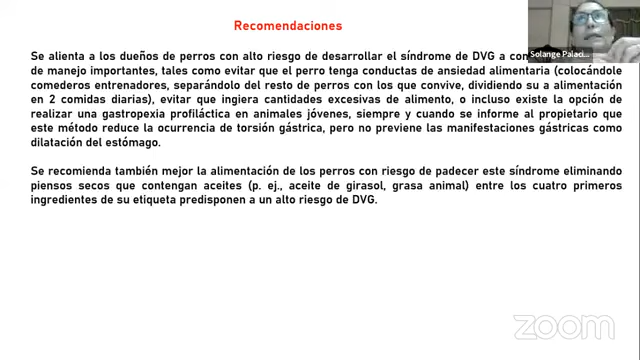 Recomendaciones
Solange Palaci...
Se alienta a los dueños de perros con alto riesgo de desarrollar el síndrome de DVG a con
de manejo importantes, tales como evitar que el perro tenga conductas de ansiedad alimentaria (colocándole
comederos entrenadores, separándolo del resto de perros con los que convive, dividiendo su a alimentación
en 2 comidas diarias), evitar que ingiera cantidades excesivas de alimento, o incluso existe la opción de
realizar una gastropexia profiláctica en animales jóvenes, siempre y cuando se informe al propietario que
este método reduce la ocurrencia de torsión gástrica, pero no previene las manifestaciones gástricas como
dilatación del estómago.
Se recomienda también mejor la alimentación de los perros con riesgo de padecer este síndrome eliminando
piensos secos que contengan aceites (p. ej., aceite de girasol, grasa animal) entre los cuatro primeros
ingredientes de su etiqueta predisponen a un alto riesgo de DVG.
zoom